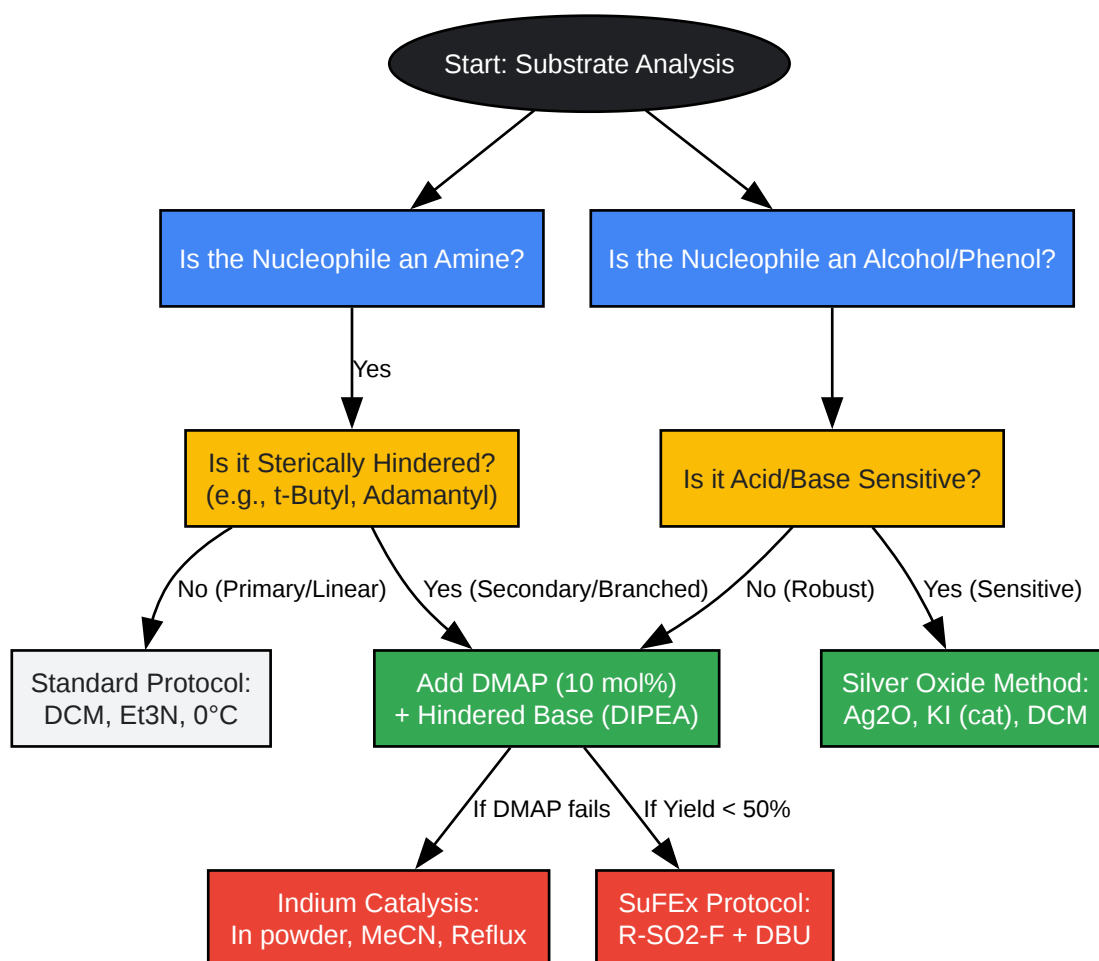 Start: Substrate Analysis
Is the Nucleophile an Amine?
Is the Nucleophile an Alcohol/Phenol?
Yes
Is it Sterically Hindered?
(e.g., t-Butyl, Adamantyl)
Is it Acid/Base Sensitive?
No (Primary/Linear)
Yes (Secondary/Branched)
No (Robust)
Yes (Sensitive)
Standard Protocol:
DCM, Et3N, 0°C
Add DMAP (10 mol%)
+ Hindered Base (DIPEA)
Silver Oxide Method:
Ag2O, KI (cat), DCM
If DMAP fails
If Yield < 50%
Indium Catalysis:
In powder, MeCN, Reflux
SuFEx Protocol:
R-SO2-F + DBU